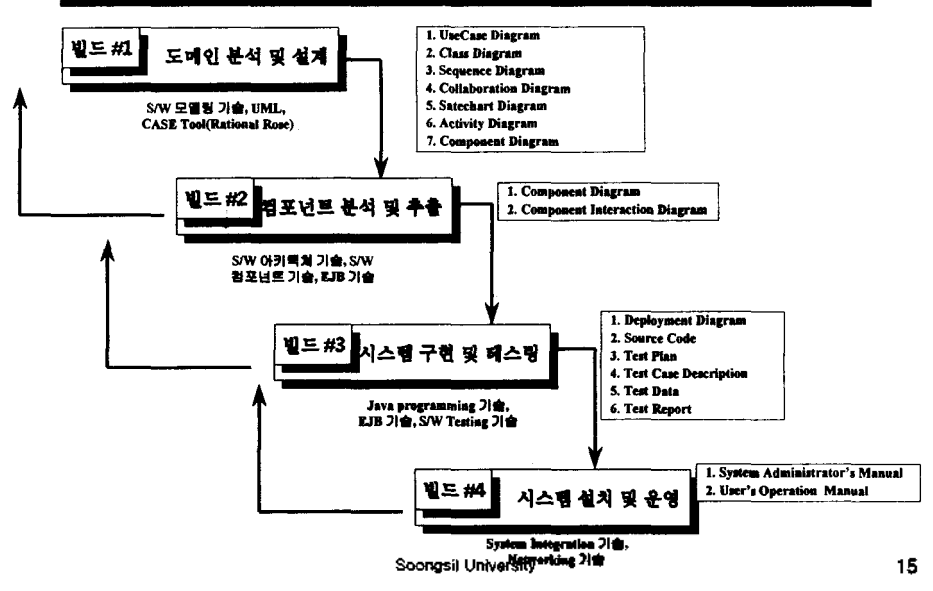 빌드 #1
도메인 분석 및 설계
S/W 모델링 기술, UML,
CASE Tool(Rational Rose)
1. UseCase Diagram
2. Class Diagram
3. Sequence Diagram
4. Collaboration Diagram
5. Satechart Diagram
6. Activity Diagram
7. Component Diagram
빌드 #2
컴포넌트 분석 및 추출
S/W 아키텍쳐 기술, S/W
컴포넌트 기술, EJB 기술
1. Component Diagram
2. Component Interaction Diagram
빌드 #3
시스템 구현 및 테스팅
Java programming 기술,
EJB 기술, S/W Testing 기술
1. Deployment Diagram
2. Source Code
3. Test Plan
4. Test Case Description
5. Test Data
6. Test Report
빌드 #4
시스템 설치 및 운영
System Integration 기술,
Networking 기술
1. System Administrator's Manual
2. User's Operation Manual
Soongsil University
15